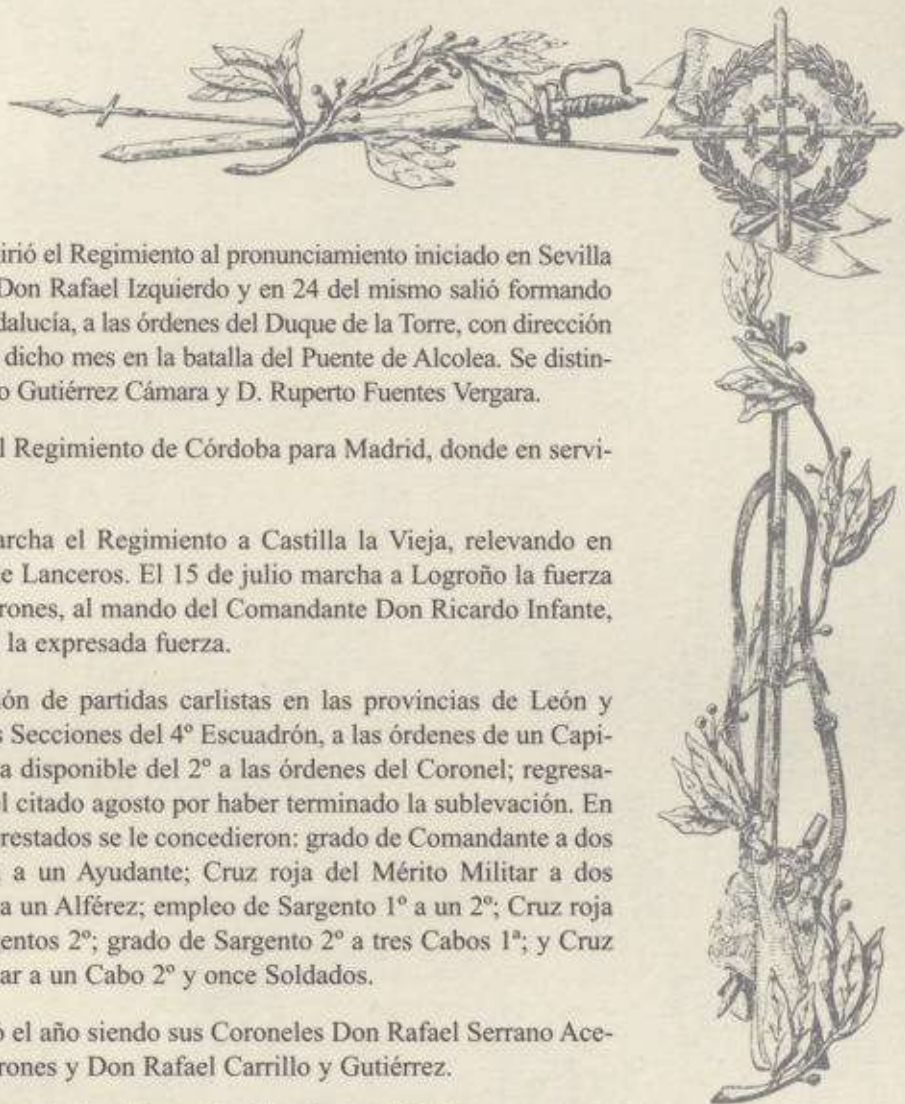 irió el Regimiento al pronunciamiento iniciado en Sevilla
Don Rafael Izquierdo y en 24 del mismo salió formando
dalucía, a las órdenes del Duque de la Torre, con dirección
dicho mes en la batalla del Puente de Alcolea. Se distin-
o Gutiérrez Cámara y D. Ruperto Fuentes Vergara.
l Regimiento de Córdoba para Madrid, donde en servi-
archa el Regimiento a Castilla la Vieja, relevando en
e Lanceros. El 15 de julio marcha a Logroño la fuerza
rones, al mando del Comandante Don Ricardo Infante,
la expresada fuerza.
ión de partidas carlistas en las provincias de León y
s Secciones del 4º Escuadrón, a las órdenes de un Capi-
a disponible del 2º a las órdenes del Coronel; regresa-
el citado agosto por haber terminado la sublevación. En
restados se le concedieron: grado de Comandante a dos
a un Ayudante; Cruz roja del Mérito Militar a dos
a un Alférez; empleo de Sargento 1º a un 2º; Cruz roja
entos 2º; grado de Sargento 2º a tres Cabos 1ª; y Cruz
ar a un Cabo 2º y once Soldados.
ó el año siendo sus Coroneles Don Rafael Serrano Ace-
rones y Don Rafael Carrillo y Gutiérrez.